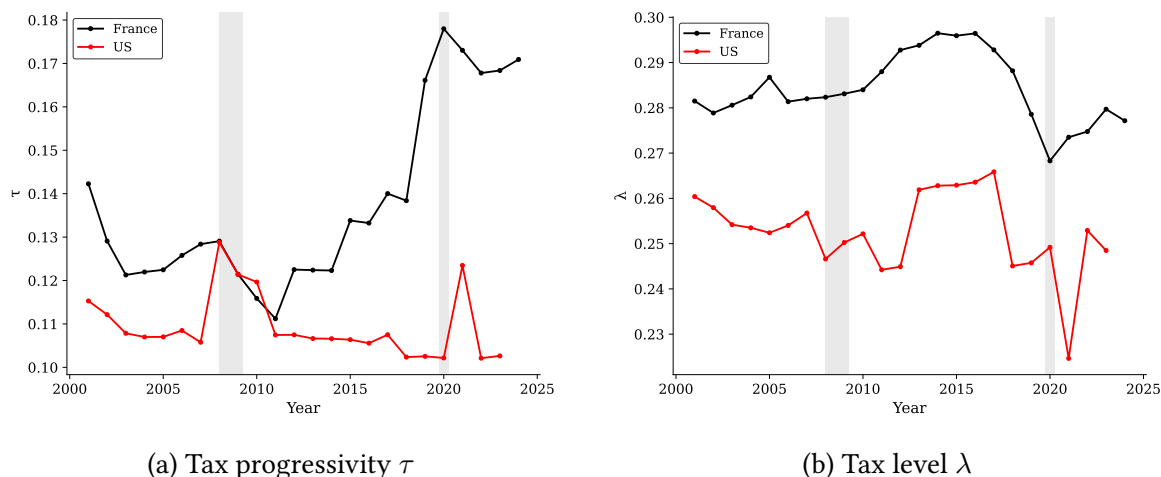 0.18
0.17
0.16
0.15
0.14
0.13
0.12
0.11
0.10
τ
France
US
2000 2005 2010 2015 2020 2025
Year
(a) Tax progressivity τ
0.30
0.29
0.28
0.27
0.26
0.25
0.24
0.23
λ
France
US
2000 2005 2010 2015 2020 2025
Year
(b) Tax level λ